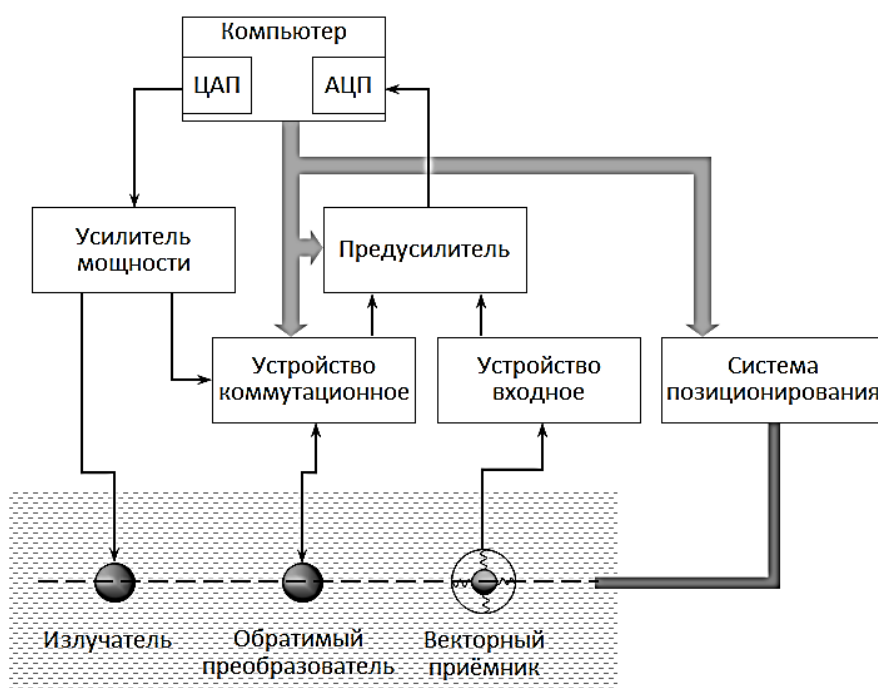 Компьютер
ЦАП
АЦП
Усилитель
мощности
Предусилитель
Устройство
коммутационное
Устройство
входное
Система
позиционирования
Излучатель
Обратимый
преобразователь
Векторный
приёмник